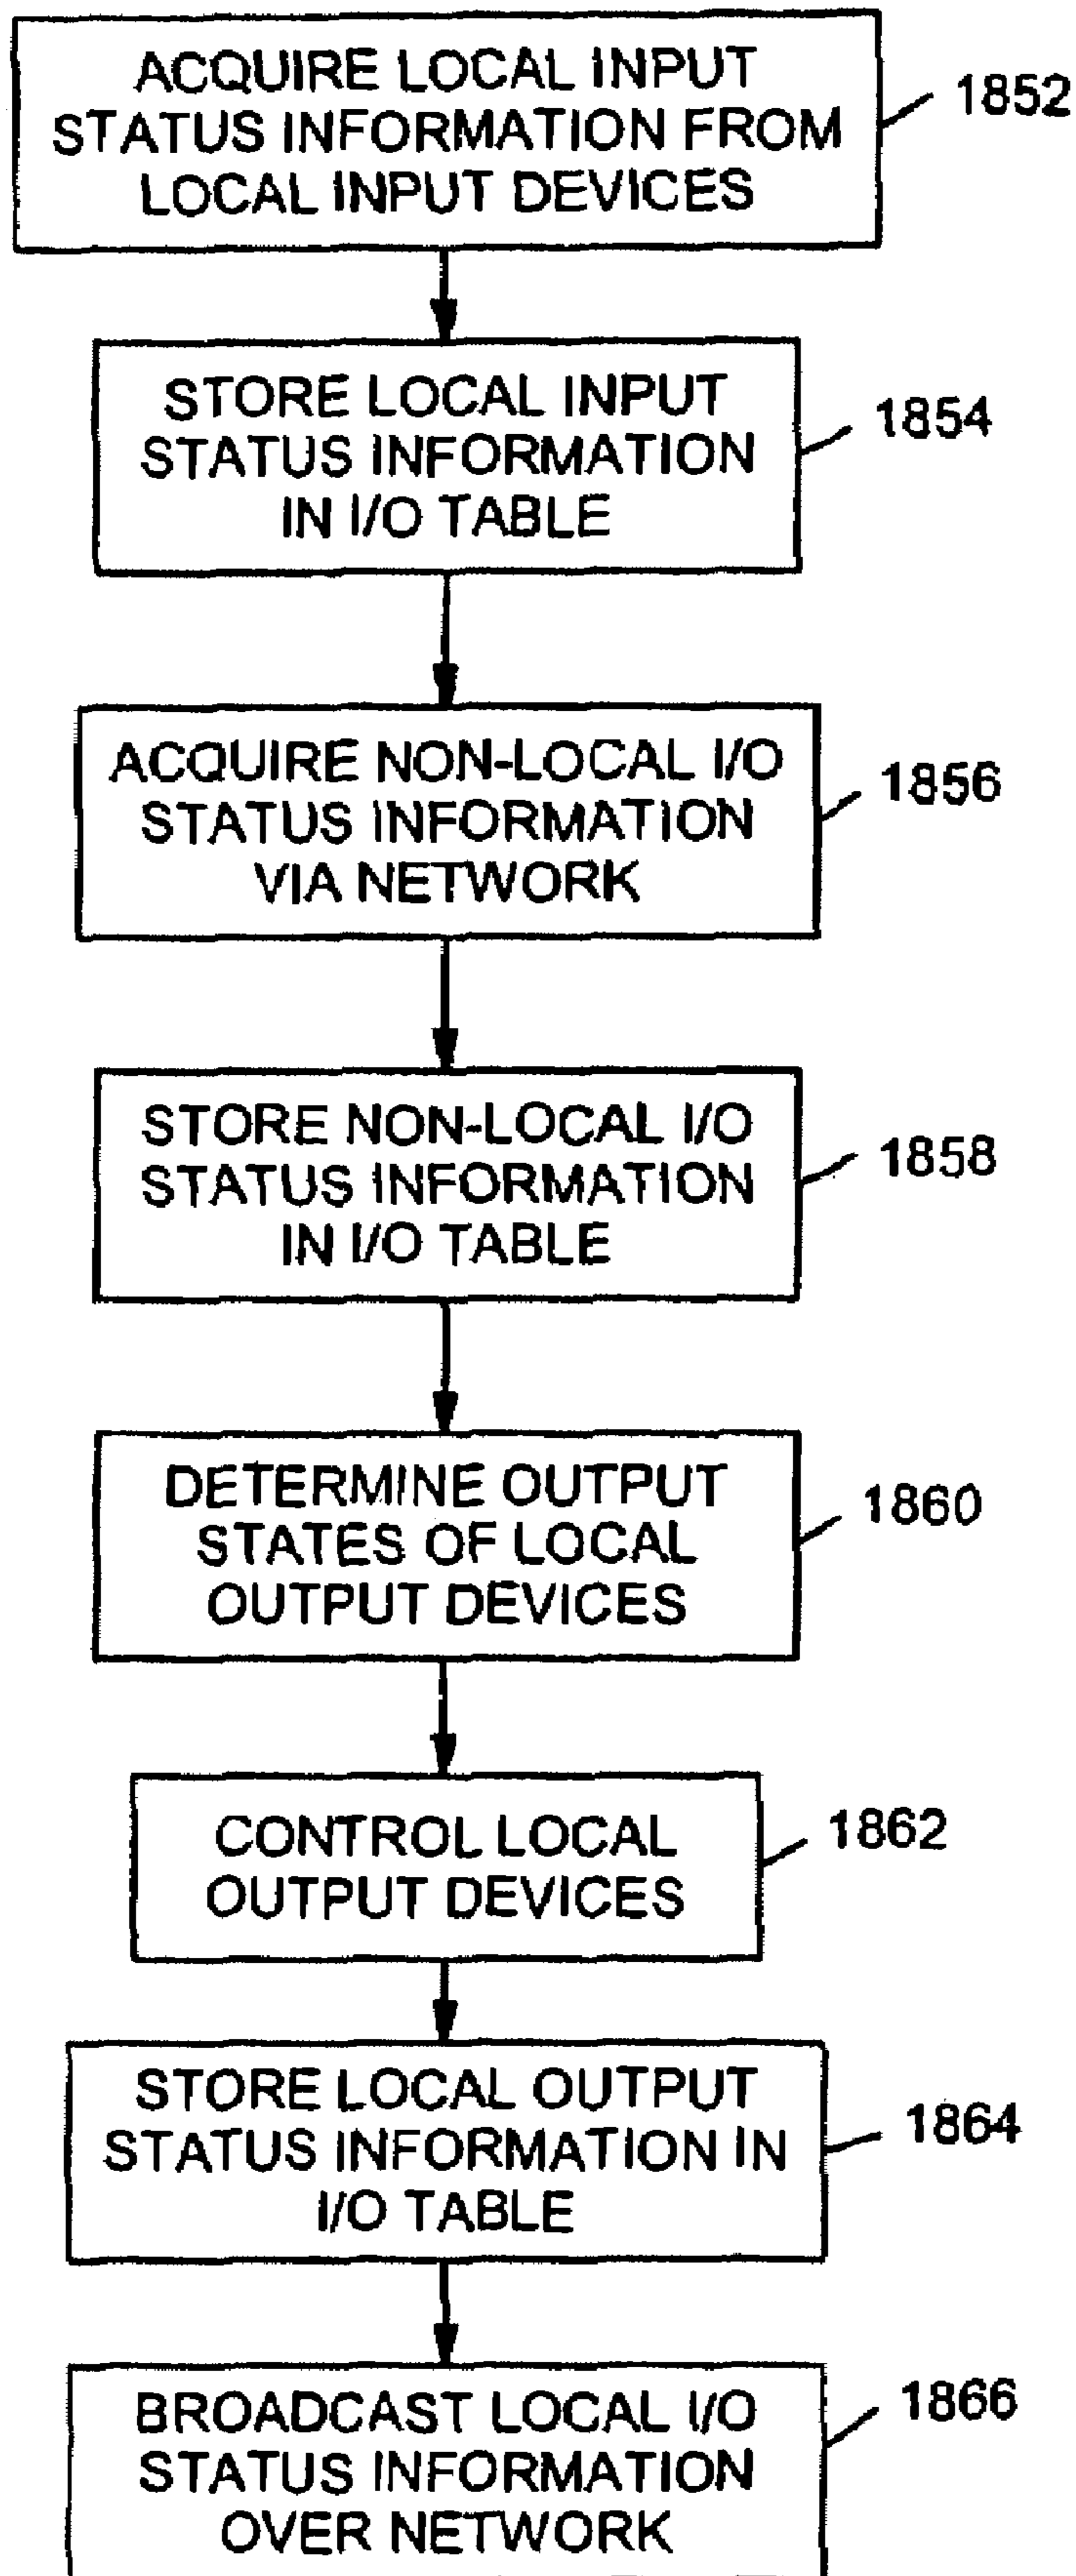 ACQUIRE LOCAL INPUT
STATUS INFORMATION FROM
LOCAL INPUT DEVICES
1852
STORE LOCAL INPUT
STATUS INFORMATION
IN I/O TABLE
1854
ACQUIRE NON-LOCAL I/O
STATUS INFORMATION
VIA NETWORK
1856
STORE NON-LOCAL I/O
STATUS INFORMATION
IN I/O TABLE
1858
DETERMINE OUTPUT
STATES OF LOCAL
OUTPUT DEVICES
1860
CONTROL LOCAL
OUTPUT DEVICES
1862
STORE LOCAL OUTPUT
STATUS INFORMATION IN
I/O TABLE
1864
BROADCAST LOCAL I/O
STATUS INFORMATION
OVER NETWORK
1866